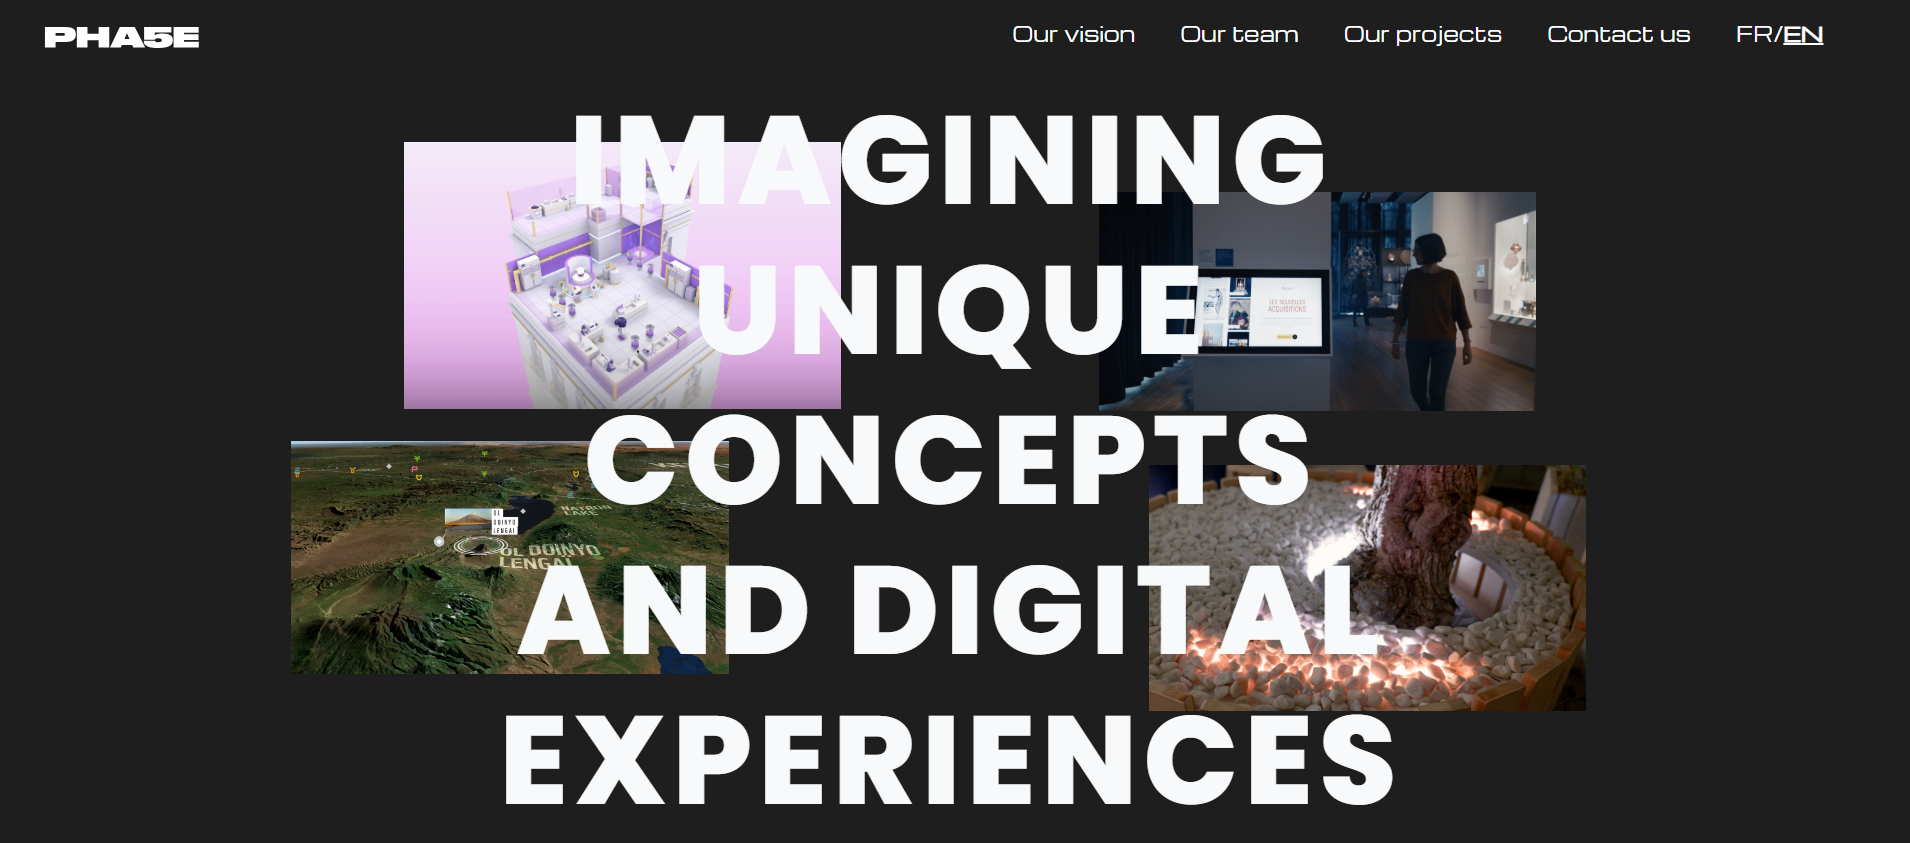 PHA5E
Our vision
Our team
Our projects
Contact us
FR/EN
IMAGINING
UNIQUE
CONCEPTS
AND DIGITAL
EXPERIENCES
LES NOUVELLES
ACQUISITIONS
NATRON
LAKE
OL
DOINYO
LENGAI
OL DOINYO
LENGAI